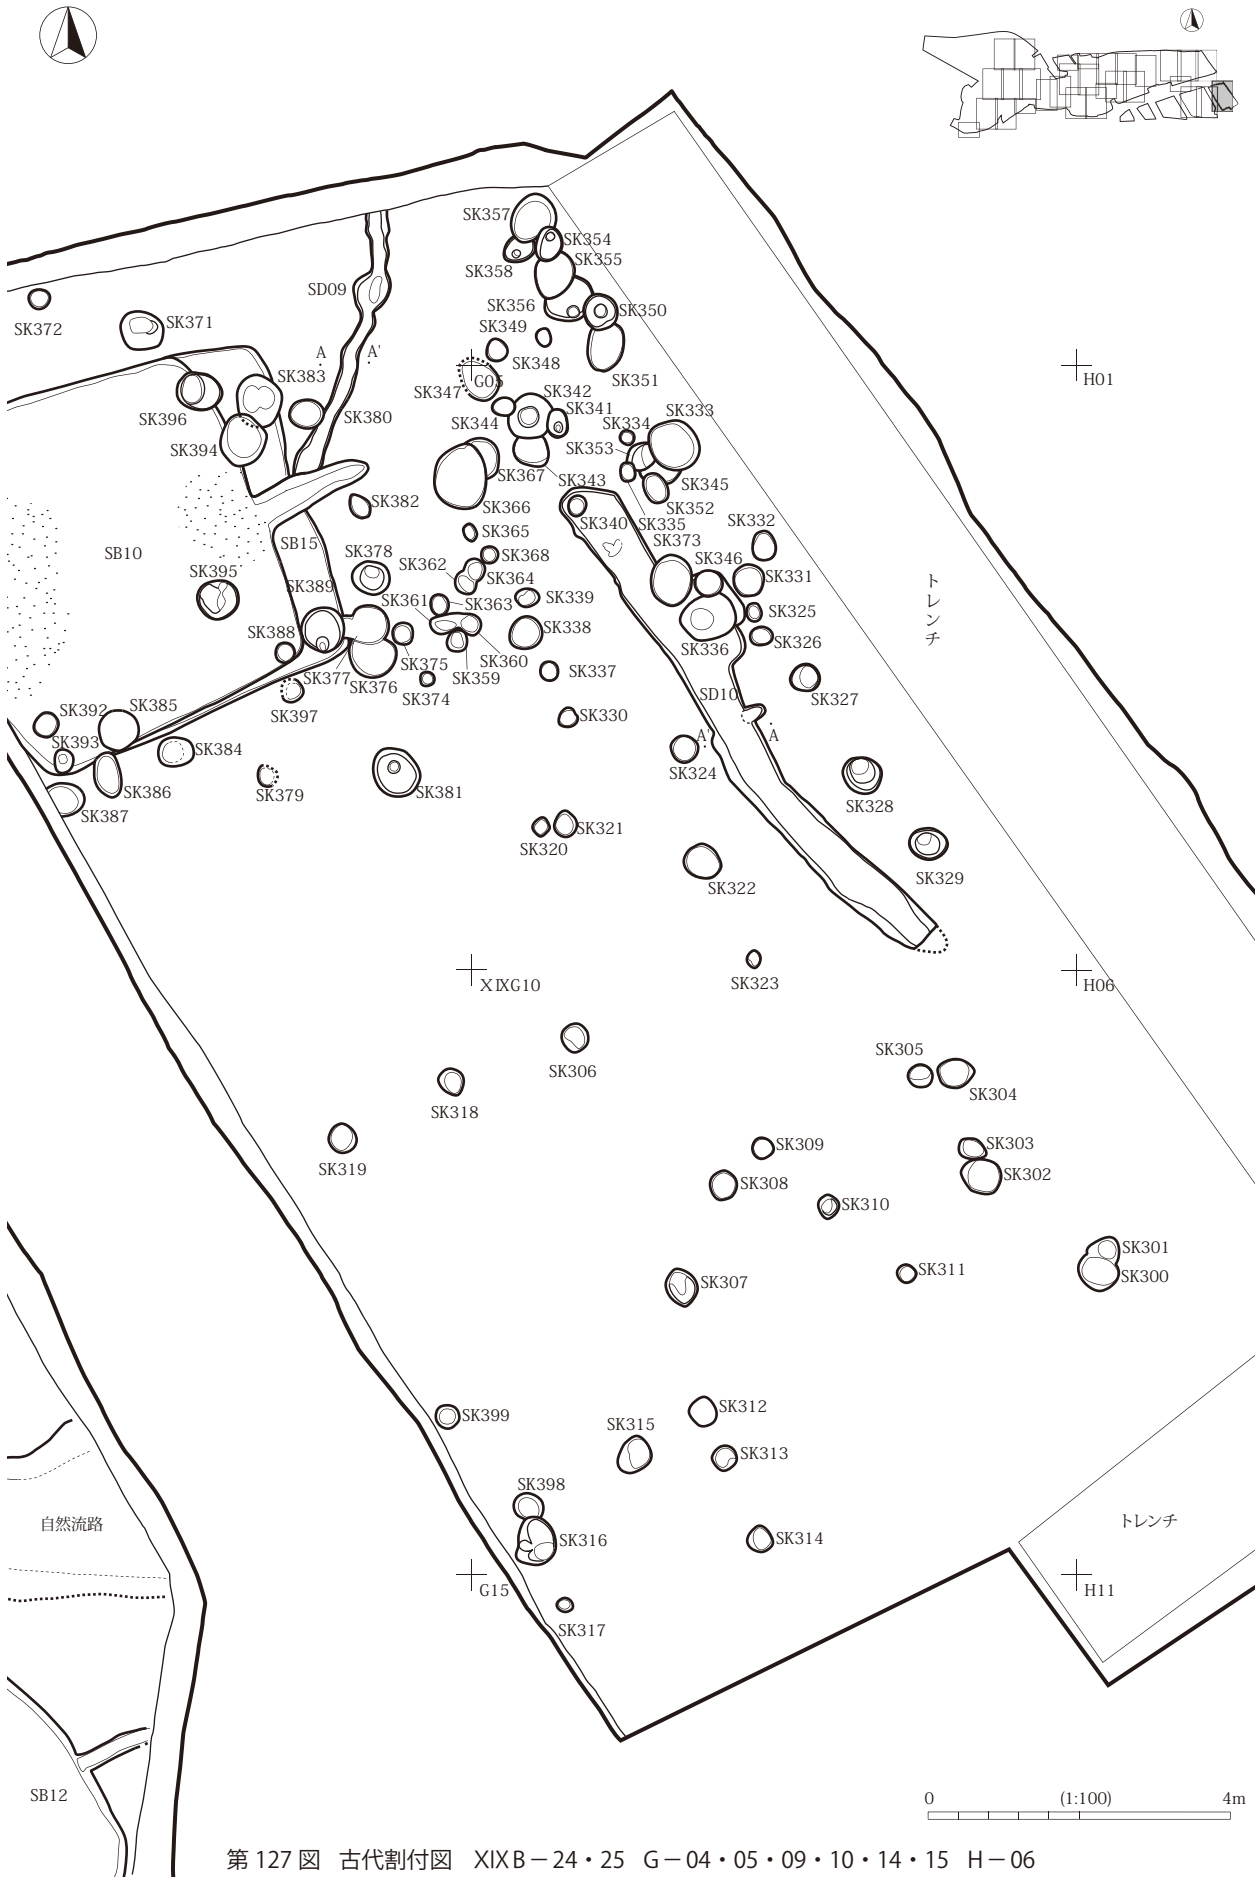 SK357
SK354
SK355
SK358
SD09
SK356
SK350
SK372
SK371
SK349
SK348
A
A'
SK351
G05
H01
SK383
SK347
SK342
SK341
SK396
SK380
SK344
SK334
SK333
SK394
SK353
SK367
SK343
SK345
SK382
SK366
SK352
SK340
SK335
SK332
SB10
SB15
SK365
SK373
SK378
SK368
SK346
SK362
SK395
SK389
SK364
SK331
SK361
SK363
SK339
トレンチ
SK325
SK388
SK338
SK326
SK336
SK375
SK360
SK377
SK376
SK359
SK337
SK374
SK397
SD10
SK327
SK392
SK385
SK330
SK393
SK384
A'
A
SK324
SK386
SK379
SK381
SK328
SK387
SK321
SK320
SK329
SK322
SK323
XIXG10
H06
SK306
SK305
SK304
SK318
SK319
SK309
SK303
SK308
SK302
SK310
SK301
SK311
SK300
SK307
SK399
SK312
SK315
SK313
SK398
自然流路
トレンチ
SK316
SK314
G15
H11
SK317
SB12
0 (1:100) 4m
第 127 図 古代割付図 XIX B－24・25 G－04・05・09・10・14・15 H－06